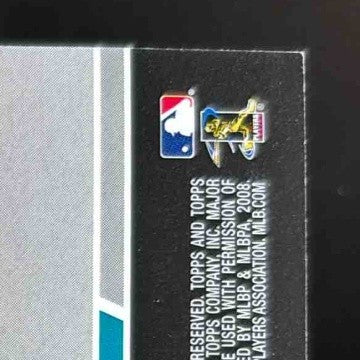 RESERVED. TOPPS AND TOPPS
TOPPS COMPANY, INC. MAJOR
E USED WITH PERMISSION OF
ED BY MLBP & MLBPA, 2008.
AYERS ASSOCIATION, MLB.COM
PLAYERS